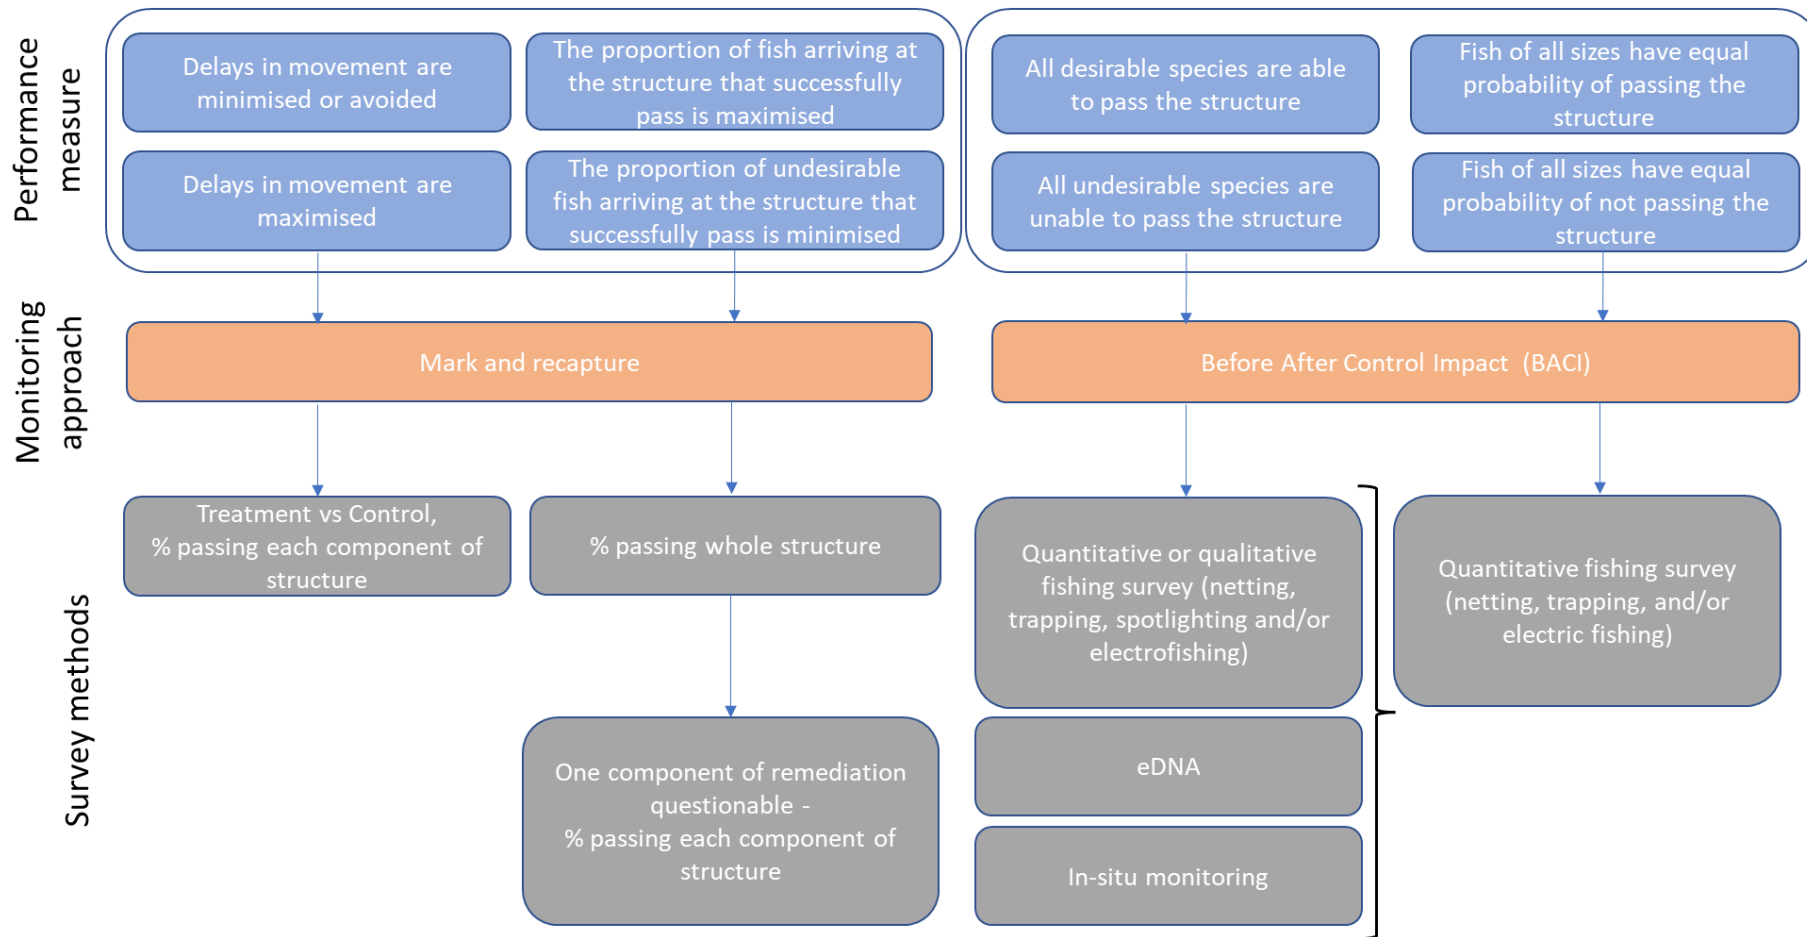 Performance
measure
Delays in movement are
minimised or avoided
The proportion of fish arriving at
the structure that successfully
pass is maximised
All desirable species are able
to pass the structure
Fish of all sizes have equal
probability of passing the
structure
Delays in movement are
maximised
The proportion of undesirable
fish arriving at the structure that
successfully pass is minimised
All undesirable species are
unable to pass the structure
Fish of all sizes have equal
probability of not passing the
structure
Monitoring
approach
Mark and recapture
Before After Control Impact (BACI)
Survey methods
Treatment vs Control,
% passing each component of
structure
% passing whole structure
Quantitative or qualitative
fishing survey (netting,
trapping, spotlighting and/or
electrofishing)
Quantitative fishing survey
(netting, trapping, and/or
electric fishing)
One component of remediation
questionable -
% passing each component of
structure
eDNA
In-situ monitoring